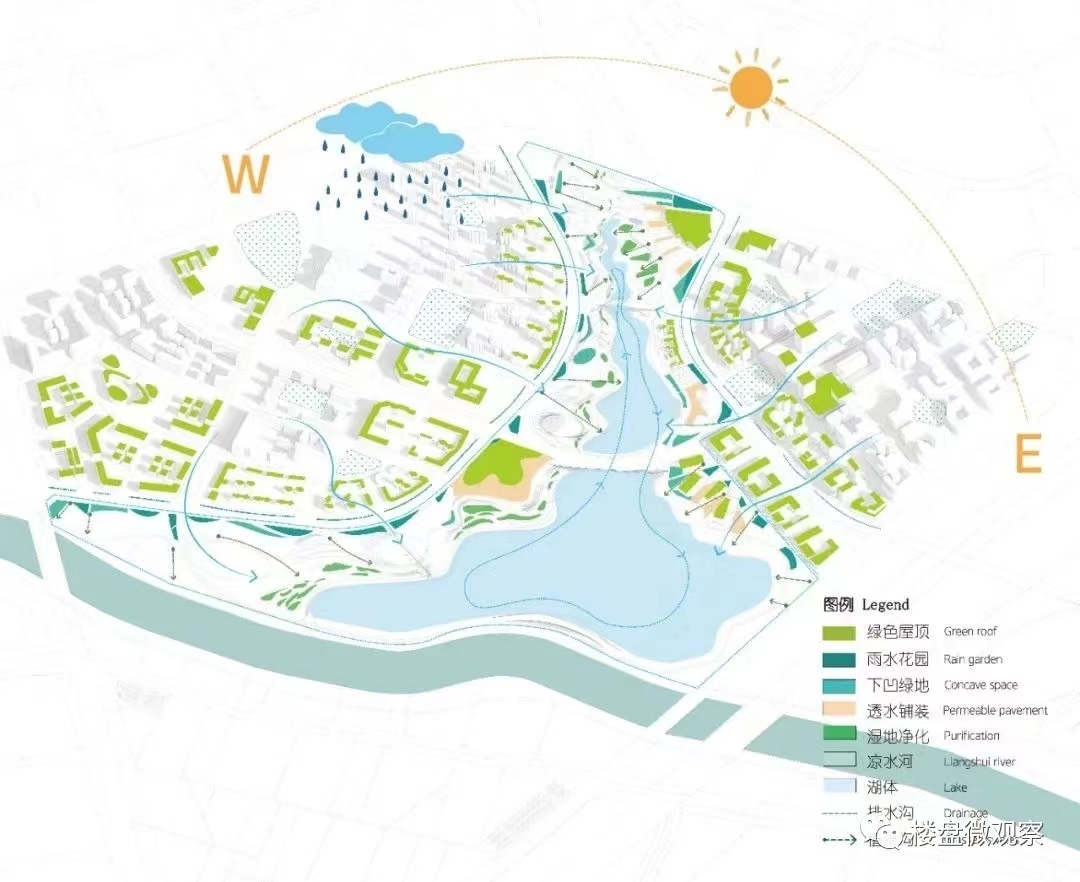 W
E
图例 Legend
绿色屋顶 Green roof
雨水花园 Rain garden
下凹绿地 Concave space
透水铺装 Permeable pavement
湿地净化 Purification
凉水河 Liangshui river
湖体 Lake
排水沟 Drainage
楼盘微观察